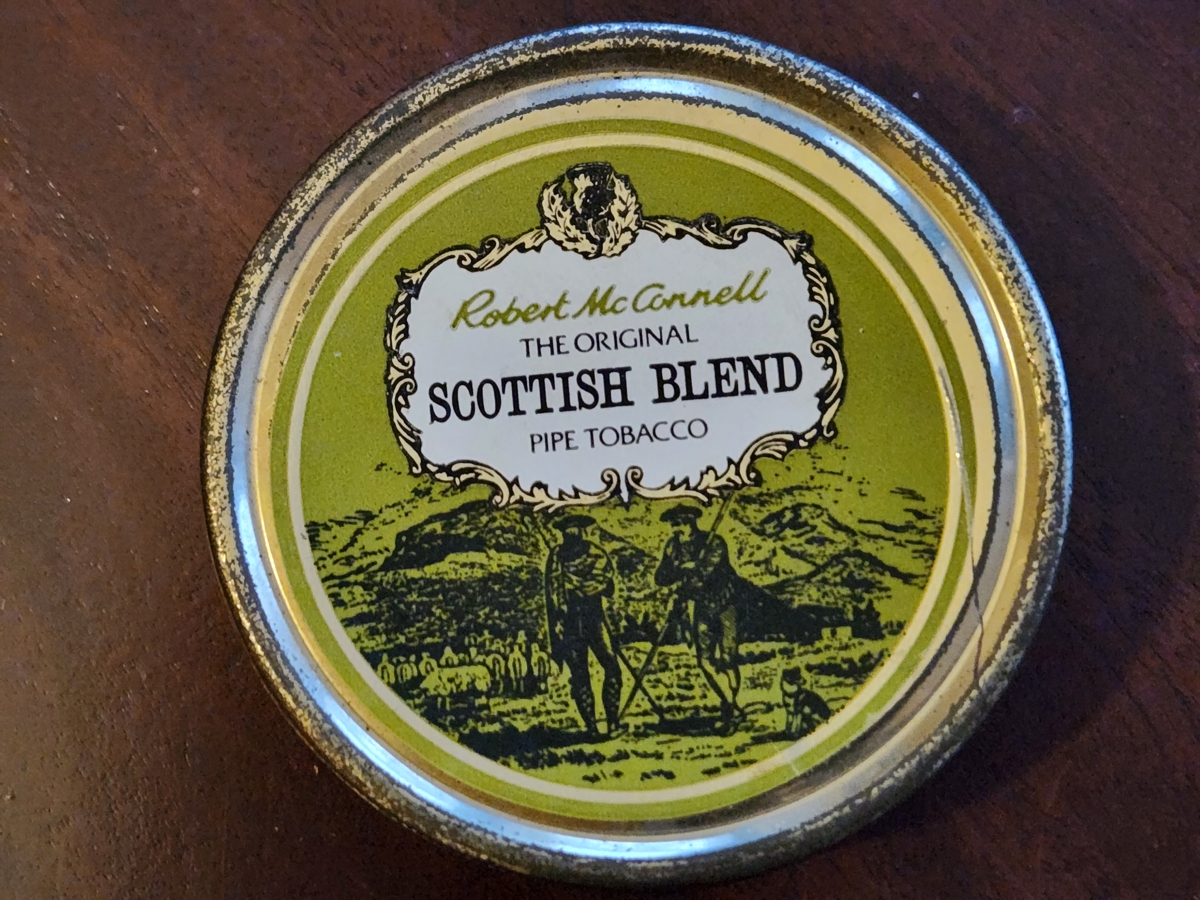 Robert McConnell
THE ORIGINAL
SCOTTISH BLEND
PIPE TOBACCO